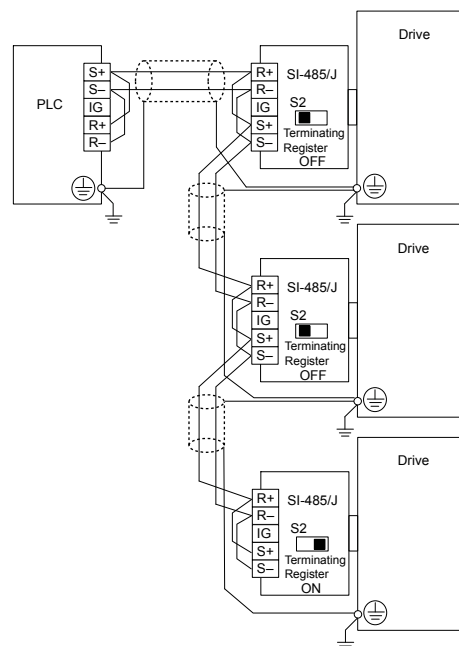 PLC
S+
S–
IG
R+
R–
R+
R–
IG
S+
S–
SI-485/J
S2
Terminating
Register
OFF
Drive
R+
R–
IG
S+
S–
SI-485/J
S2
Terminating
Register
OFF
Drive
R+
R–
IG
S+
S–
SI-485/J
S2
Terminating
Register
ON
Drive